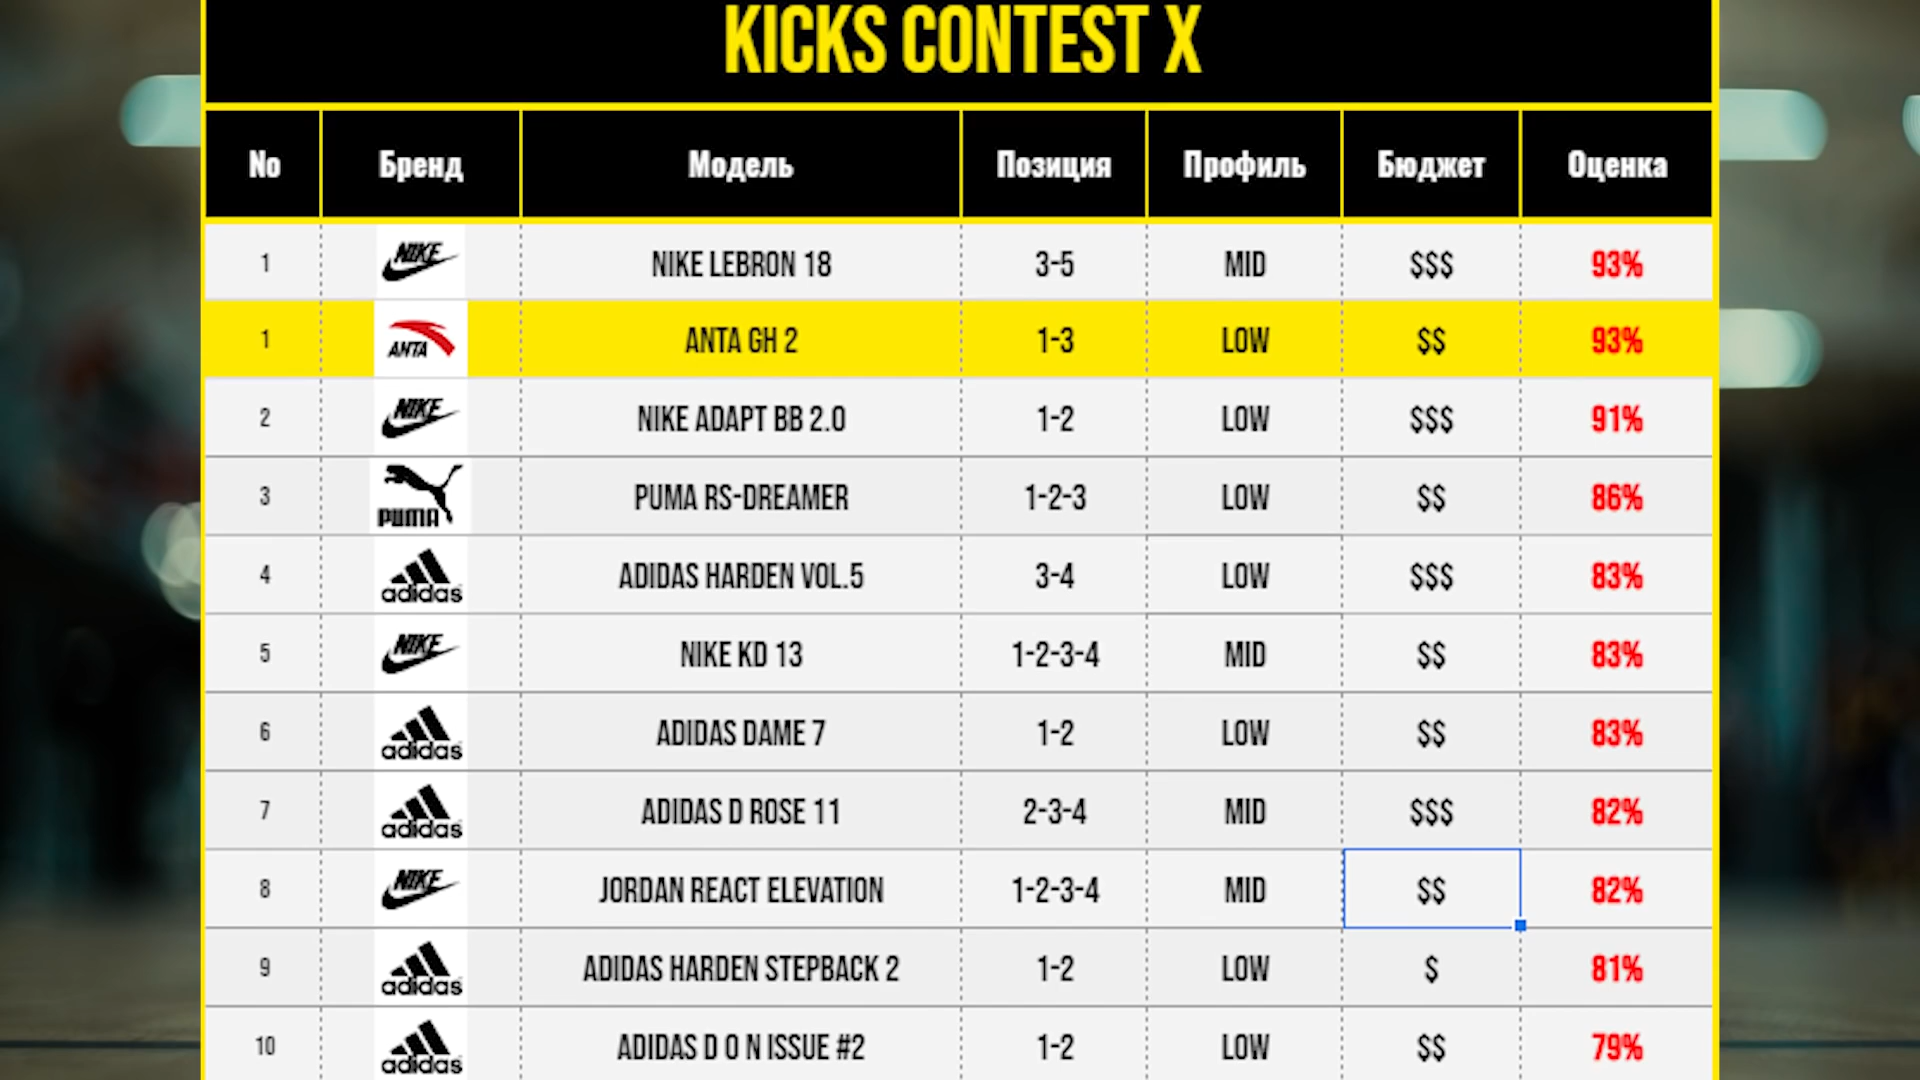 KICKS CONTEST X
No Бренд Модель Позиция Профиль Бюджет Оценка
1 NIKE NIKE LEBRON 18 3-5 MID $$$ 93%
1 ANTA ANTA GH 2 1-3 LOW $$ 93%
2 NIKE NIKE ADAPT BB 2.0 1-2 LOW $$$ 91%
3 PUMA PUMA RS-DREAMER 1-2-3 LOW $$ 86%
4 adidas ADIDAS HARDEN VOL.5 3-4 LOW $$$ 83%
5 NIKE NIKE KD 13 1-2-3-4 MID $$ 83%
6 adidas ADIDAS DAME 7 1-2 LOW $$ 83%
7 adidas ADIDAS D ROSE 11 2-3-4 MID $$$ 82%
8 NIKE JORDAN REACT ELEVATION 1-2-3-4 MID $$ 82%
9 adidas ADIDAS HARDEN STEPBACK 2 1-2 LOW $ 81%
10 adidas ADIDAS D O N ISSUE #2 1-2 LOW $$ 79%